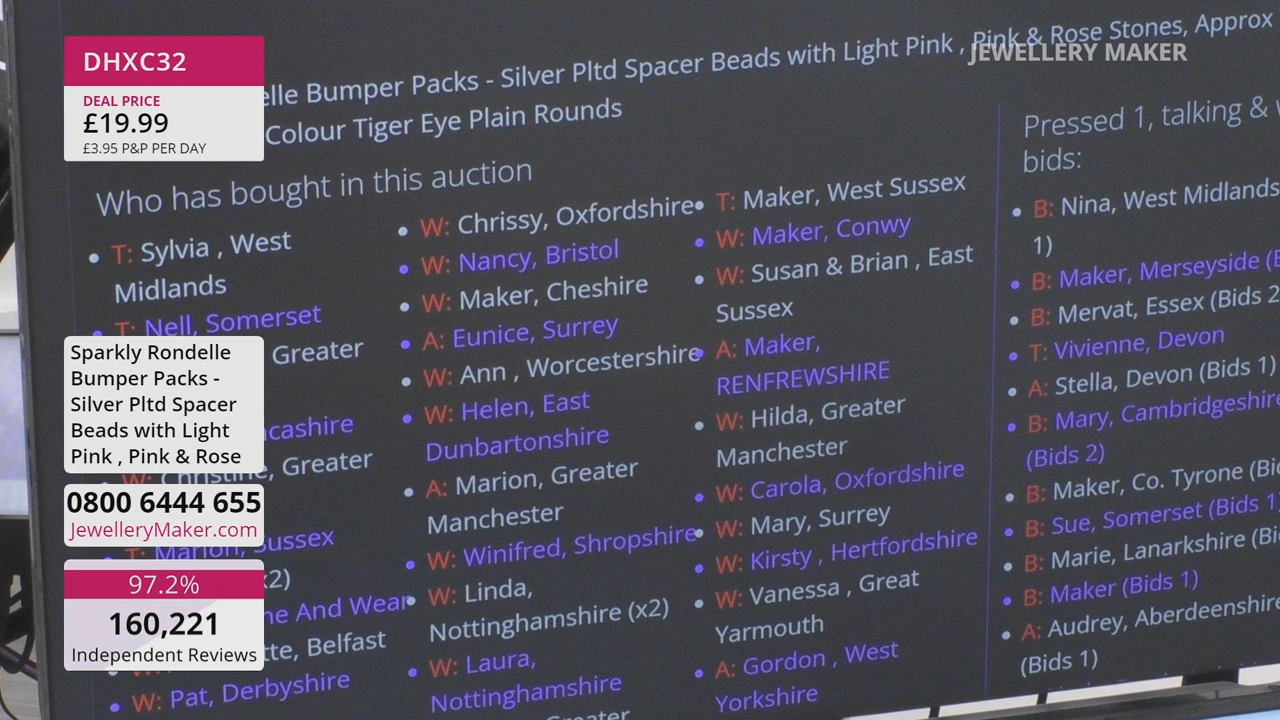 DHXC32
DEAL PRICE
£19.99
£3.95 P&P PER DAY
JEWELLERY MAKER
Bumper Packs - Silver Pltd Spacer Beads with Light Pink , Pink & Rose Stones, Approx
Colour Tiger Eye Plain Rounds
Who has bought in this auction
T: Sylvia , West
Midlands
T: Nell, Somerset
Greater
Greater
T: Marion, Sussex
And Wear
Belfast
W: Pat, Derbyshire
W: Chrissy, Oxfordshire
W: Nancy, Bristol
W: Maker, Cheshire
A: Eunice, Surrey
W: Ann , Worcestershire
W: Helen, East
Dunbartonshire
A: Marion, Greater
Manchester
W: Winifred, Shropshire
W: Linda,
Nottinghamshire (x2)
W: Laura,
Nottinghamshire
T: Maker, West Sussex
W: Maker, Conwy
W: Susan & Brian , East
Sussex
A: Maker,
RENFREWSHIRE
W: Hilda, Greater
Manchester
W: Carola, Oxfordshire
W: Mary, Surrey
W: Kirsty , Hertfordshire
W: Vanessa , Great
Yarmouth
A: Gordon , West
Yorkshire
Pressed 1, talking &
bids:
B: Nina, West Midlands
1)
B: Maker, Merseyside
B: Mervat, Essex (Bids 2
T: Vivienne, Devon
A: Stella, Devon (Bids 1)
B: Mary, Cambridgeshire
(Bids 2)
B: Maker, Co. Tyrone
B: Sue, Somerset (Bids 1
B: Marie, Lanarkshire
B: Maker (Bids 1)
A: Audrey, Aberdeenshire
(Bids 1)
Sparkly Rondelle
Bumper Packs -
Silver Pltd Spacer
Beads with Light
Pink , Pink & Rose
0800 6444 655
JewelleryMaker.com
97.2%
160,221
Independent Reviews